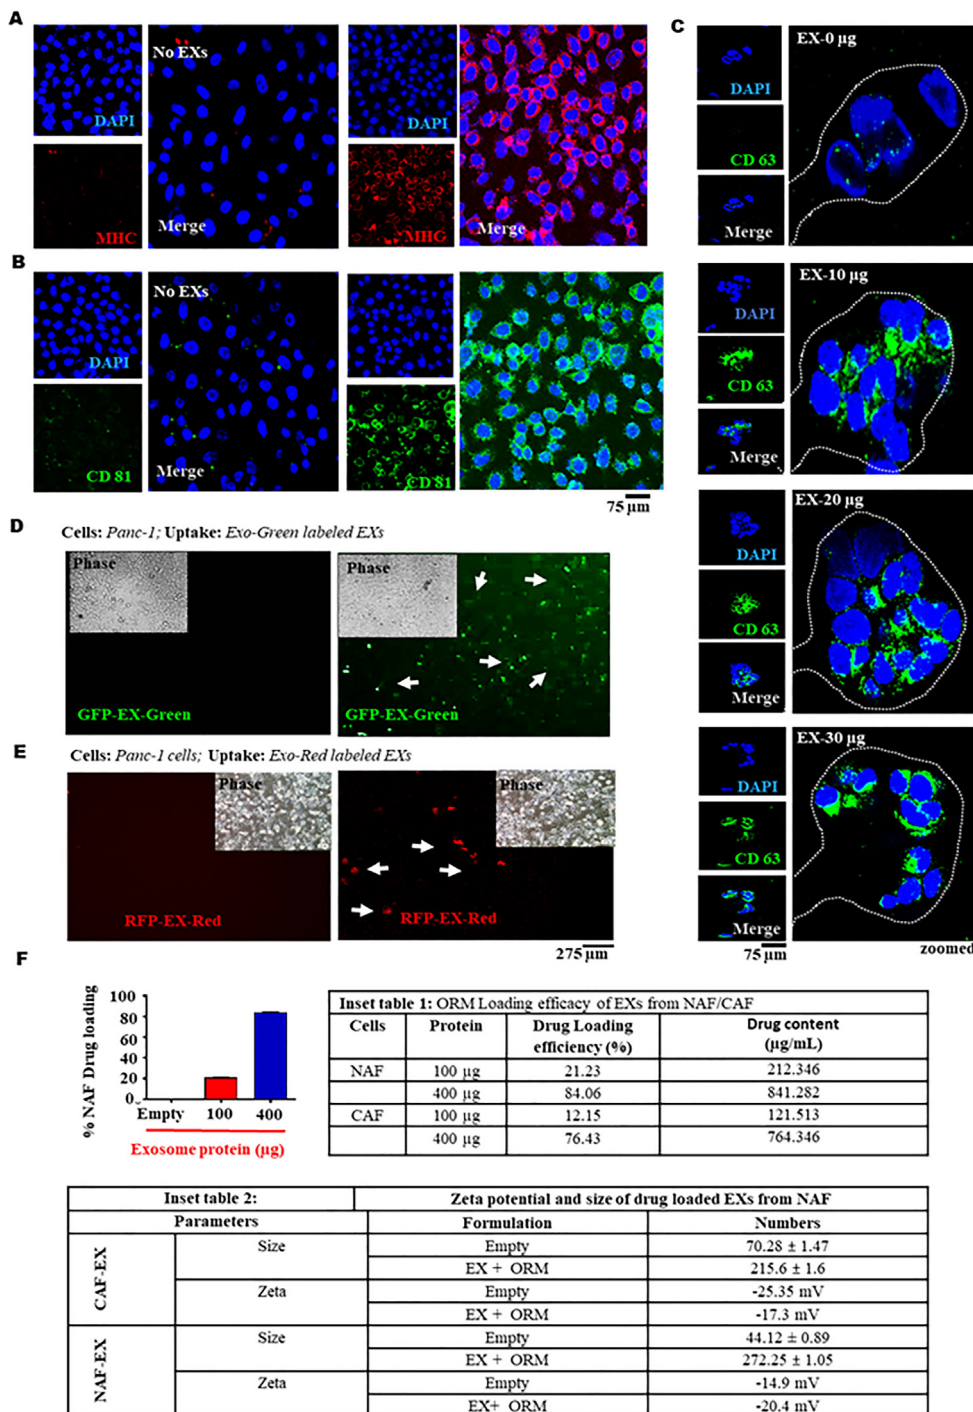 A
No EXs
DAPI
MHC
Merge
DAPI
MHC
Merge
B
No EXs
DAPI
CD 81
Merge
DAPI
CD 81
75 µm
C
EX-0 µg
DAPI
CD 63
Merge
EX-10 µg
DAPI
CD 63
Merge
EX-20 µg
DAPI
CD 63
Merge
EX-30 µg
DAPI
CD 63
Merge
75 µm
zoomed
D
Cells: Panc-1; Uptake: Exo-Green labeled EXs
Phase
GFP-EX-Green
Phase
GFP-EX-Green
E
Cells: Panc-1 cells; Uptake: Exo-Red labeled EXs
Phase
RFP-EX-Red
Phase
RFP-EX-Red
275 µm
F
% NAF Drug loading
100
80
60
40
20
0
Empty 100 400
Exosome protein (µg)
Inset table 1: ORM Loading efficacy of EXs from NAF/CAF
Cells Protein Drug Loading efficiency (%) Drug content (µg/mL)
NAF 100 µg 21.23 212.346
400 µg 84.06 841.282
CAF 100 µg 12.15 121.513
400 µg 76.43 764.346
Inset table 2: Zeta potential and size of drug loaded EXs from NAF
Parameters Formulation Numbers
CAF-EX
Size Empty 70.28 ± 1.47
EX + ORM 215.6 ± 1.6
Zeta Empty -25.35 mV
EX + ORM -17.3 mV
NAF-EX
Size Empty 44.12 ± 0.89
EX + ORM 272.25 ± 1.05
Zeta Empty -14.9 mV
EX+ ORM -20.4 mV